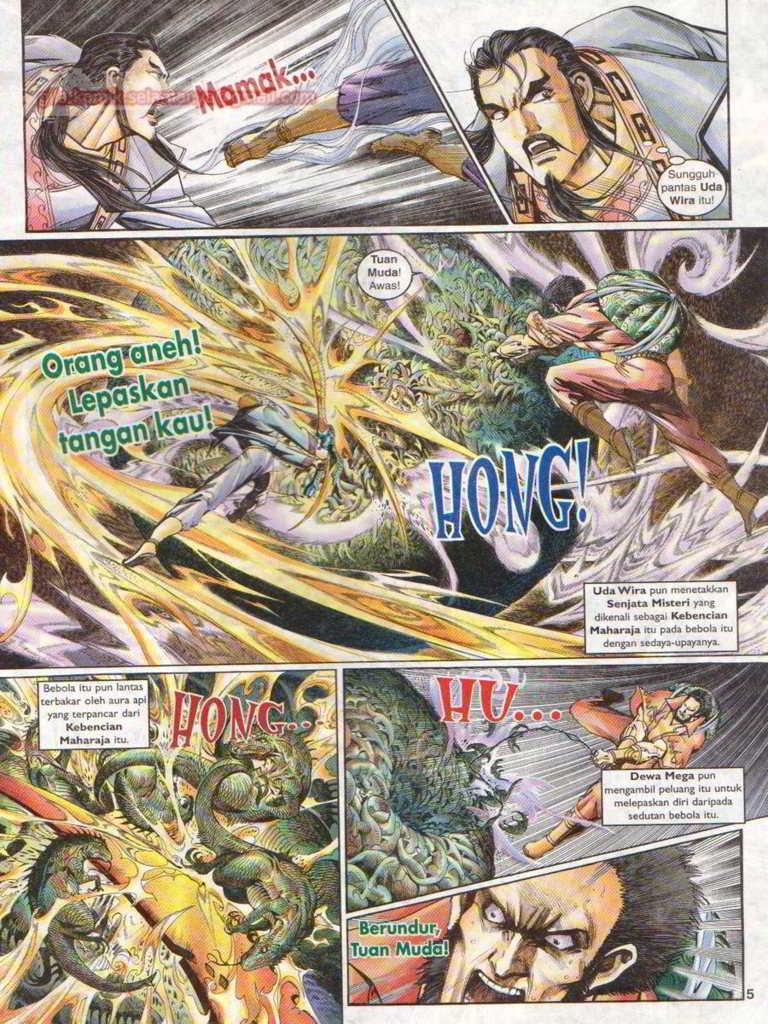 Mamak...
Sungguh
pantas Uda
Wira itu!
Tuan
Muda!
Awas!
Orang aneh!
Lepaskan
tangan kau!
HONG!
Uda Wira pun menetakkan
Senjata Misteri yang
dikenali sebagai Kebencian
Maharaja itu pada bebola itu
dengan sedaya-upayanya.
Bebola itu pun lantas
terbakar oleh aura api
yang terpancar dari
Kebencian
Maharaja itu.
HONG...
HU...
Dewa Mega pun
mengambil peluang itu untuk
melepaskan diri daripada
sedutan bebola itu.
Berundur,
Tuan Muda!
5